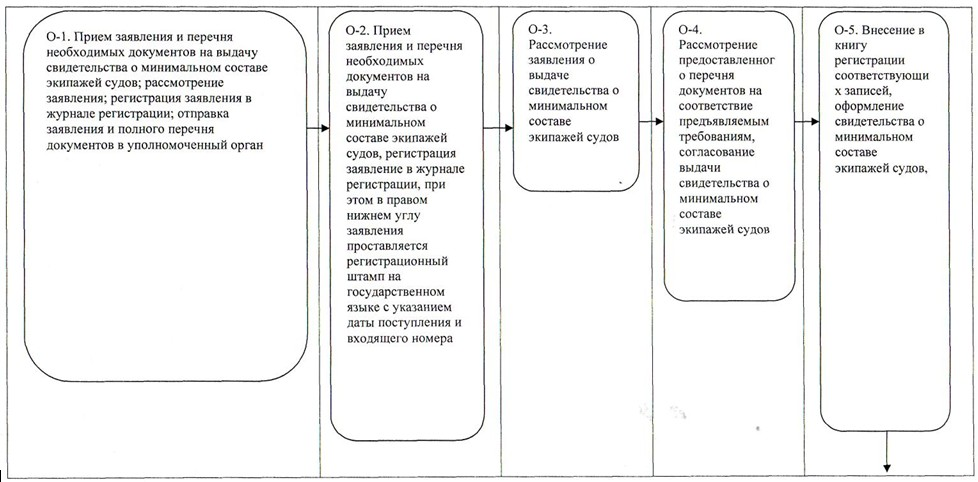 О-1. Прием заявления и перечня
необходимых документов на выдачу
свидетельства о минимальном составе
экипажей судов; рассмотрение
заявления; регистрация заявления в
журнале регистрации; отправка
заявления и полного перечня
документов в уполномоченный орган
О-2. Прием
заявления и перечня
необходимых
документов на
выдачу
свидетельства о
минимальном
составе экипажей
судов, регистрация
заявление в журнале
регистрации, при
этом в правом
нижнем углу
заявления
проставляется
регистрационный
штамп на
государственном
языке с указанием
даты поступления и
входящего номера
О-3.
Рассмотрение
заявления о
выдаче
свидетельства о
минимальном
составе
экипажей судов
О-4.
Рассмотрение
предоставленног
о перечня
документов на
соответствие
предъявляемым
требованиям,
согласование
выдачи
свидетельства о
минимальном
составе
экипажей судов
О-5. Внесение в
книгу
регистрации
соответствующи
х записей,
оформление
свидетельства о
минимальном
составе
экипажей судов,